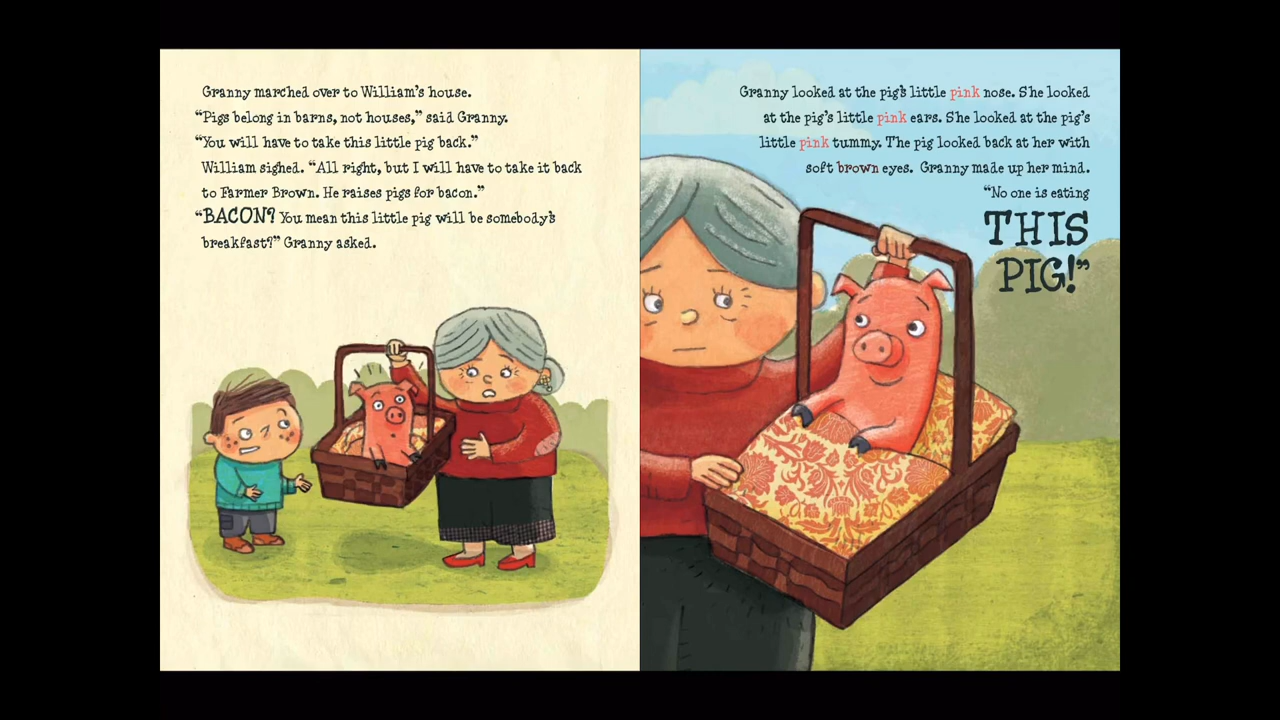 Granny marched over to William's house.
"Pigs belong in barns, not houses," said Granny.
"You will have to take this little pig back."
William sighed. "All right, but I will have to take it back
to Farmer Brown. He raises pigs for bacon."
"BACON? You mean this little pig will be somebody's
breakfast?" Granny asked.
Granny looked at the pig's little pink nose. She looked
at the pig's little pink ears. She looked at the pig's
little pink tummy. The pig looked back at her with
soft brown eyes. Granny made up her mind.
"No one is eating
THIS
PIG!"